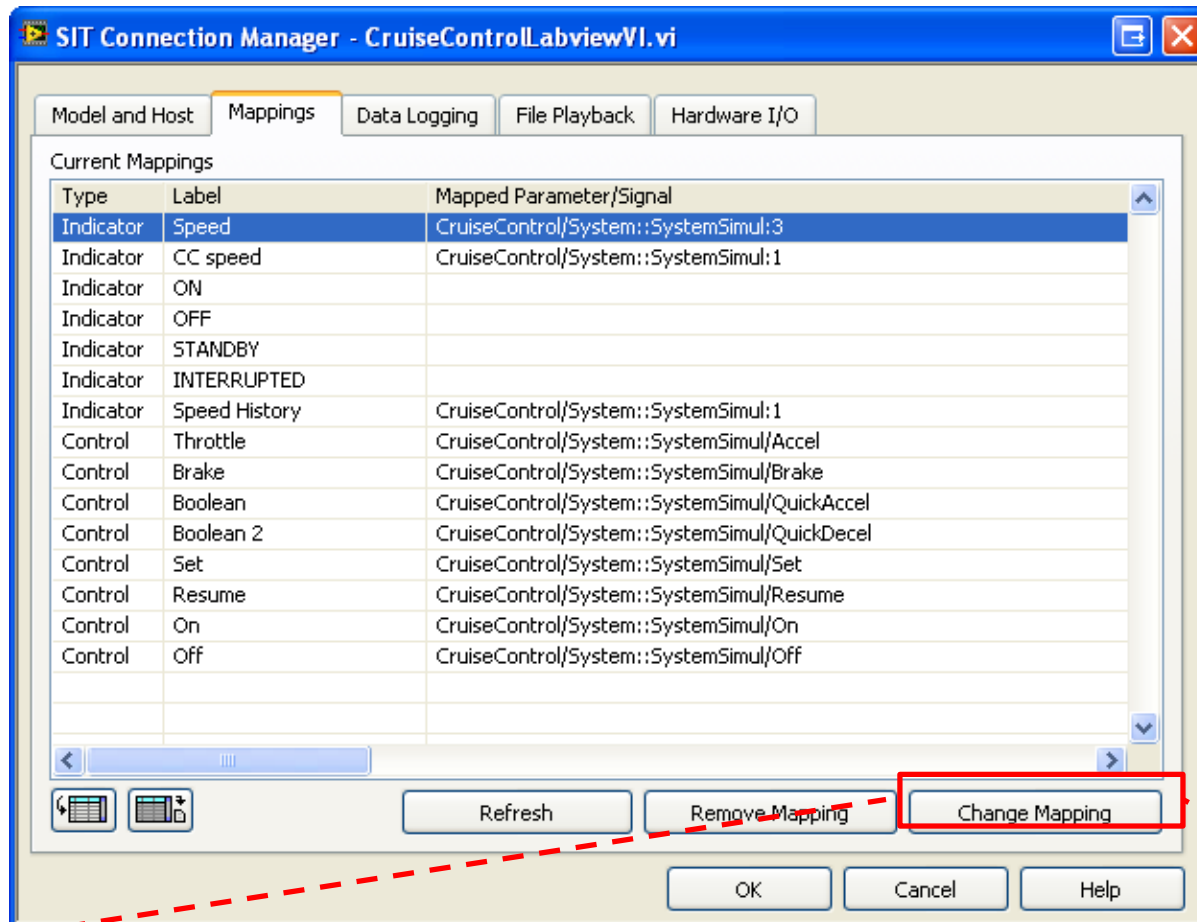 SIT Connection Manager - CruiseControlLabviewVI.vi
Model and Host Mappings Data Logging File Playback Hardware I/O
Current Mappings
Type Label Mapped Parameter/Signal
Indicator Speed CruiseControl/System::SystemSimul:3
Indicator CC speed CruiseControl/System::SystemSimul:1
Indicator ON
Indicator OFF
Indicator STANDBY
Indicator INTERRUPTED
Indicator Speed History CruiseControl/System::SystemSimul:1
Control Throttle CruiseControl/System::SystemSimul/Accel
Control Brake CruiseControl/System::SystemSimul/Brake
Control Boolean CruiseControl/System::SystemSimul/QuickAccel
Control Boolean 2 CruiseControl/System::SystemSimul/QuickDecel
Control Set CruiseControl/System::SystemSimul/Set
Control Resume CruiseControl/System::SystemSimul/Resume
Control On CruiseControl/System::SystemSimul/On
Control Off CruiseControl/System::SystemSimul/Off
Refresh Remove Mapping Change Mapping
OK Cancel Help